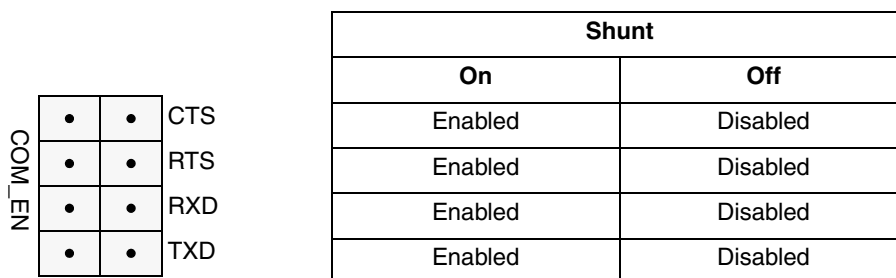 Shunt
On Off
COM_EN
CTS Enabled Disabled
RTS Enabled Disabled
RXD Enabled Disabled
TXD Enabled Disabled